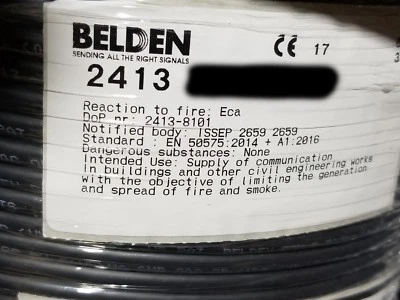 BELDEN
SENDING ALL THE RIGHT SIGNALS
CE 17
2413
Reaction to fire: Eca
DoP nr: 2413-8101
Notified body: ISSEP 2659 2659
Standard : EN 50575:2014 + A1:2016
Dangerous substances: None
Intended Use: Supply of communication
In buildings and other civil engineering works
with the objective of limiting the generation
and spread of fire and smoke.